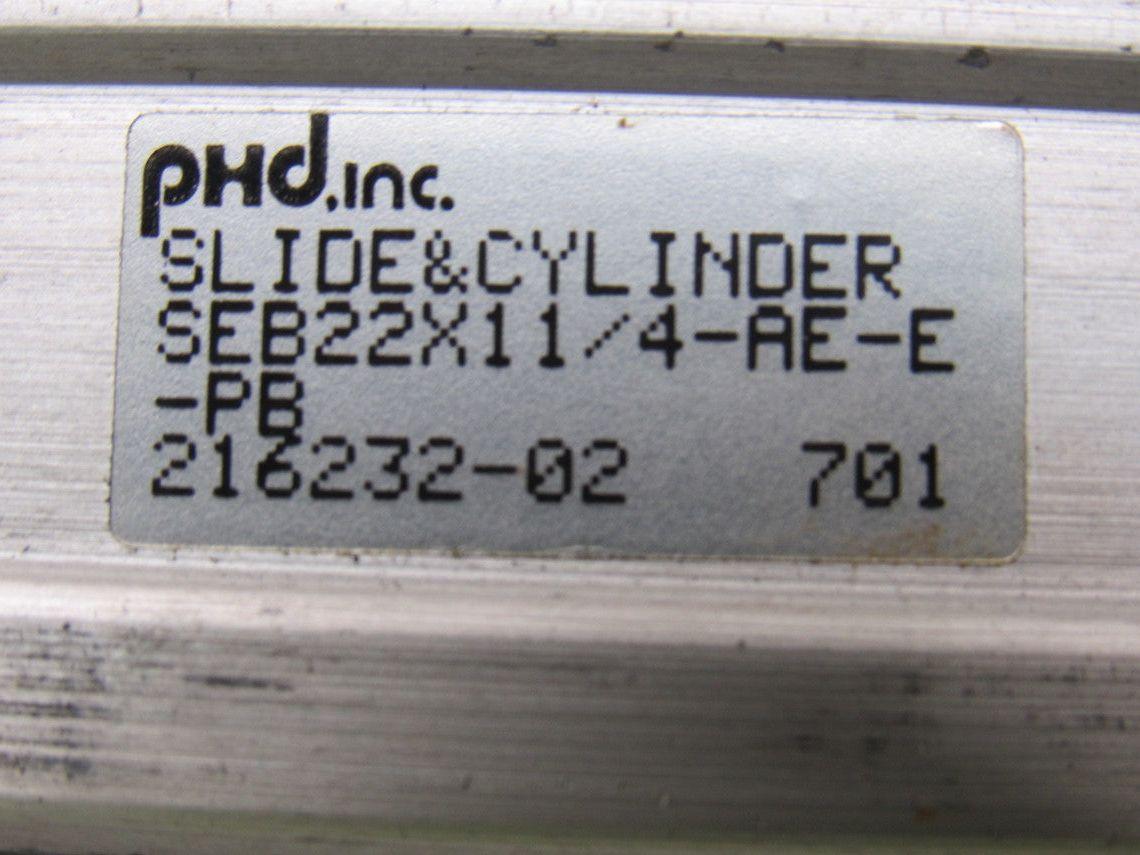 PHd,inc.
SLIDE&CYLINDER
SEB22X11/4-AE-E
-PB
216232-02 701